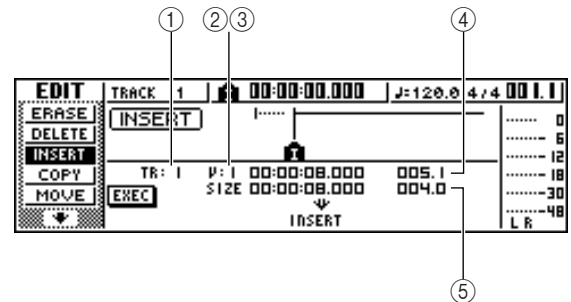 ① ②③ ④
EDIT TRACK 1 00:00:00.000 ♩=120.0 4/4 001.1
ERASE INSERT
DELETE
INSERT
COPY TR: 1 V:1 00:00:08.000 005.1
MOVE EXEC SIZE 00:00:08.000 004.0
INSERT
0
6
12
18
30
48
L R
⑤